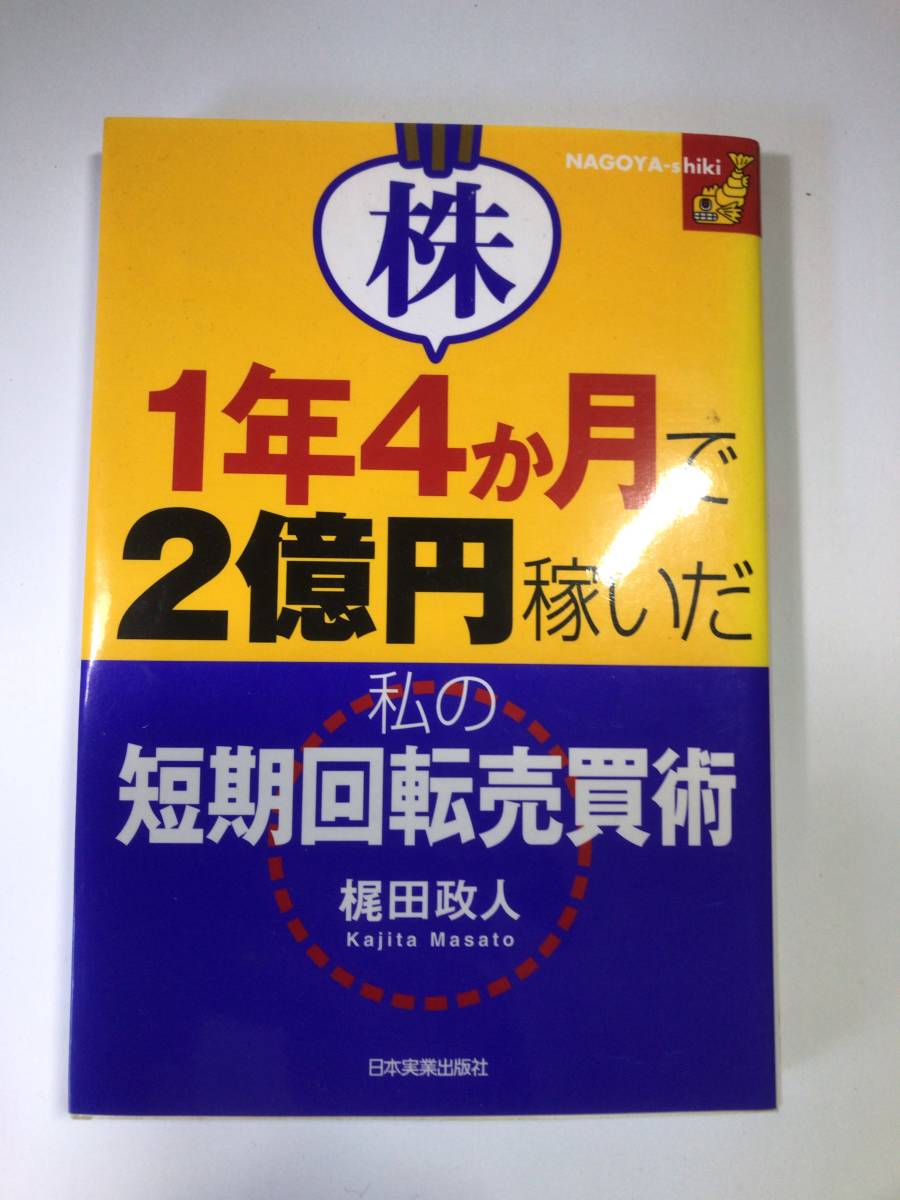 NAGOYA-shiki
株
1年4か月で
2億円稼いだ
私の
短期回転売買術
梶田政人
Kajita Masato
日本実業出版社